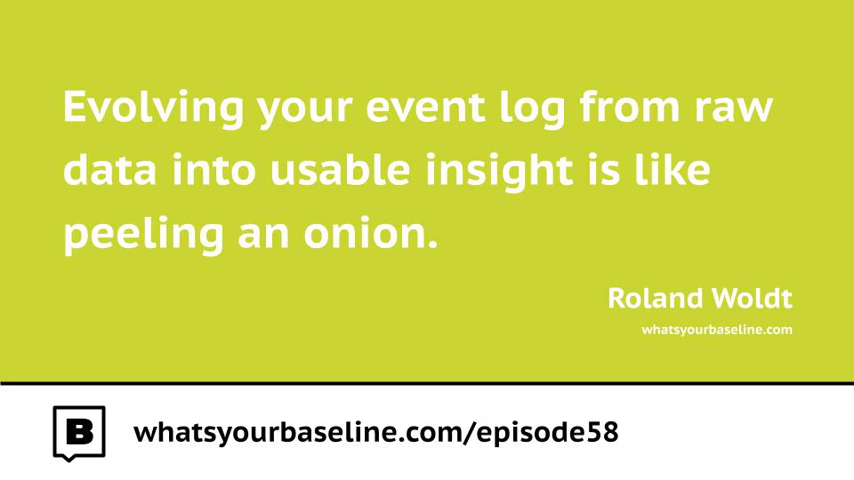 Evolving your event log from raw
data into usable insight is like
peeling an onion.
Roland Woldt
whatsyourbaseline.com
B
whatsyourbaseline.com/episode58